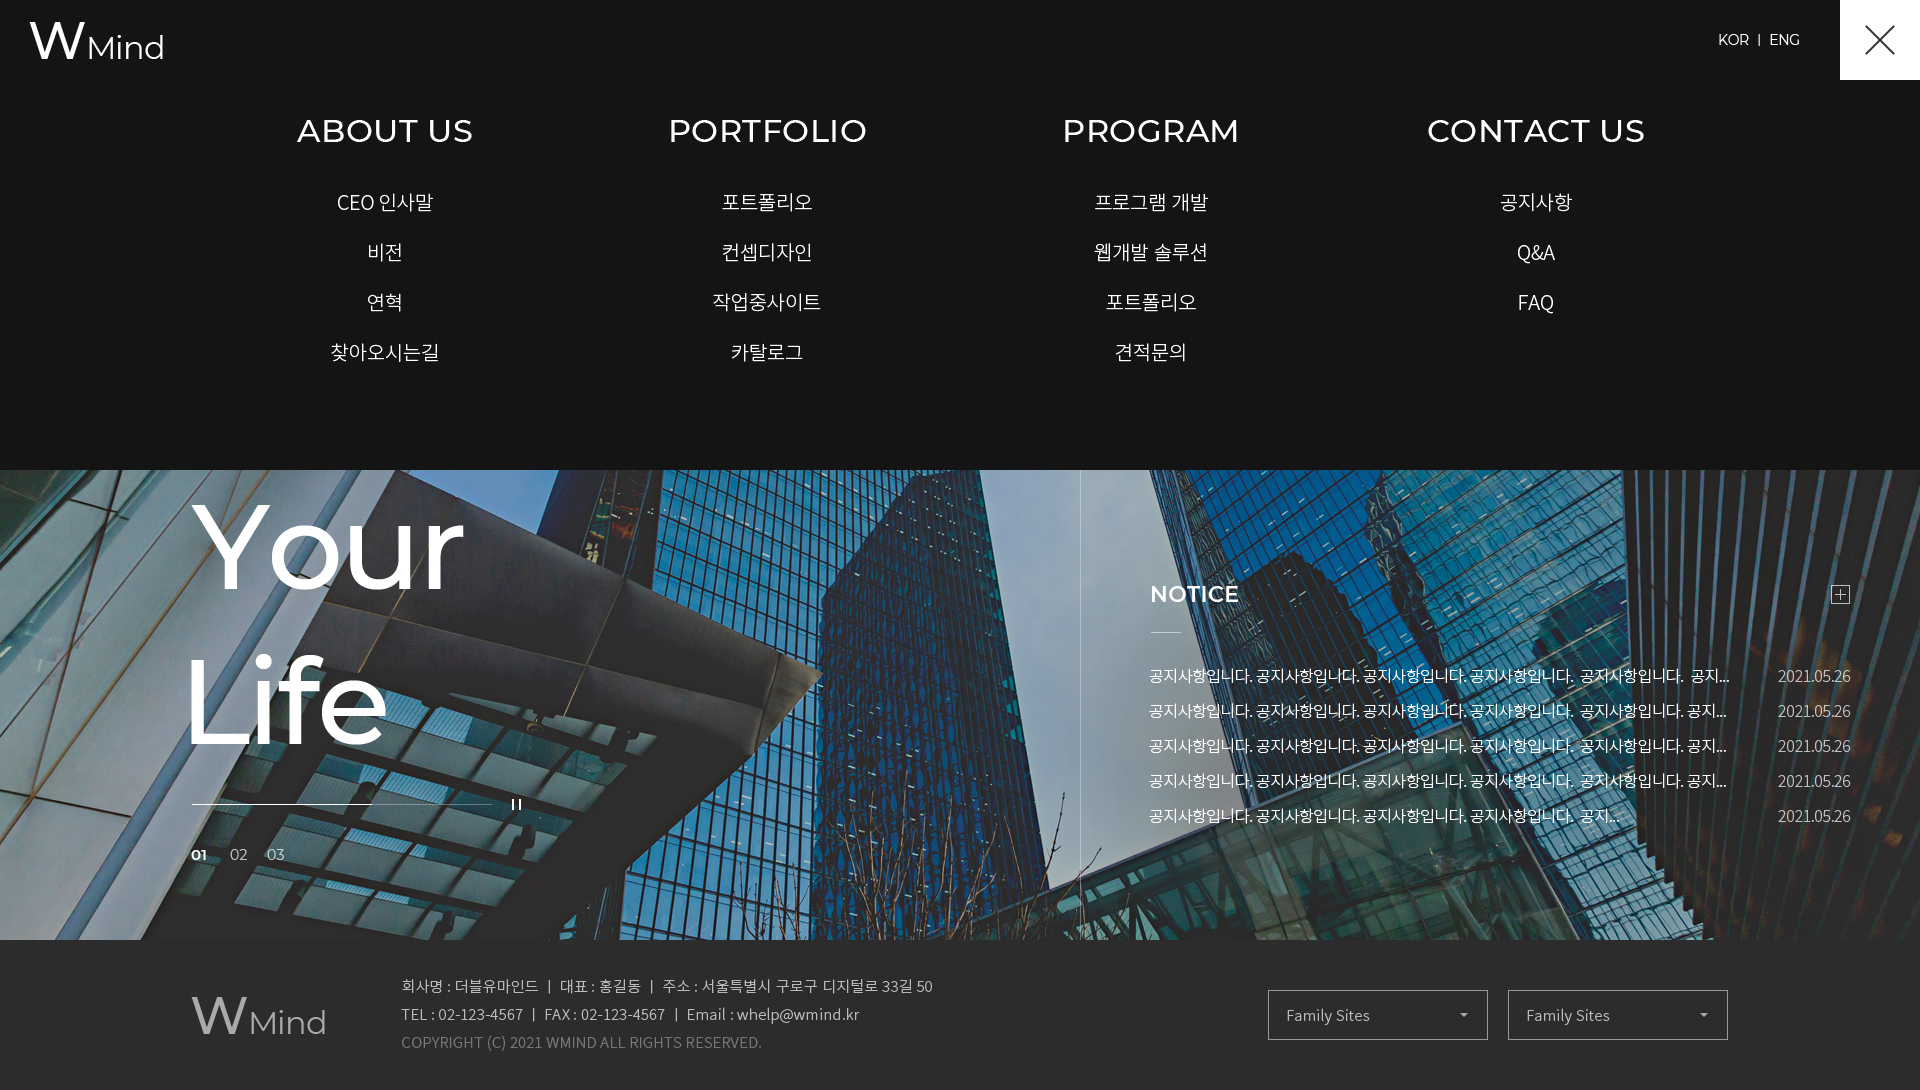 W Mind
KOR | ENG
ABOUT US
CEO 인사말
비전
연혁
찾아오시는길
PORTFOLIO
포트폴리오
컨셉디자인
작업중사이트
카탈로그
PROGRAM
프로그램 개발
웹개발 솔루션
포트폴리오
견적문의
CONTACT US
공지사항
Q&A
FAQ
Your
Life
01 02 03
NOTICE
공지사항입니다. 공지사항입니다. 공지사항입니다. 공지사항입니다. 공지사항입니다. 공지... 2021.05.26
공지사항입니다. 공지사항입니다. 공지사항입니다. 공지사항입니다. 공지사항입니다. 공지... 2021.05.26
공지사항입니다. 공지사항입니다. 공지사항입니다. 공지사항입니다. 공지사항입니다. 공지... 2021.05.26
공지사항입니다. 공지사항입니다. 공지사항입니다. 공지사항입니다. 공지사항입니다. 공지... 2021.05.26
공지사항입니다. 공지사항입니다. 공지사항입니다. 공지사항입니다. 공지... 2021.05.26
W Mind
회사명 : 더블유마인드 | 대표 : 홍길동 | 주소 : 서울특별시 구로구 디지털로 33길 50
TEL : 02-123-4567 | FAX : 02-123-4567 | Email : whelp@wmind.kr
COPYRIGHT (C) 2021 WMIND ALL RIGHTS RESERVED.
Family Sites
Family Sites